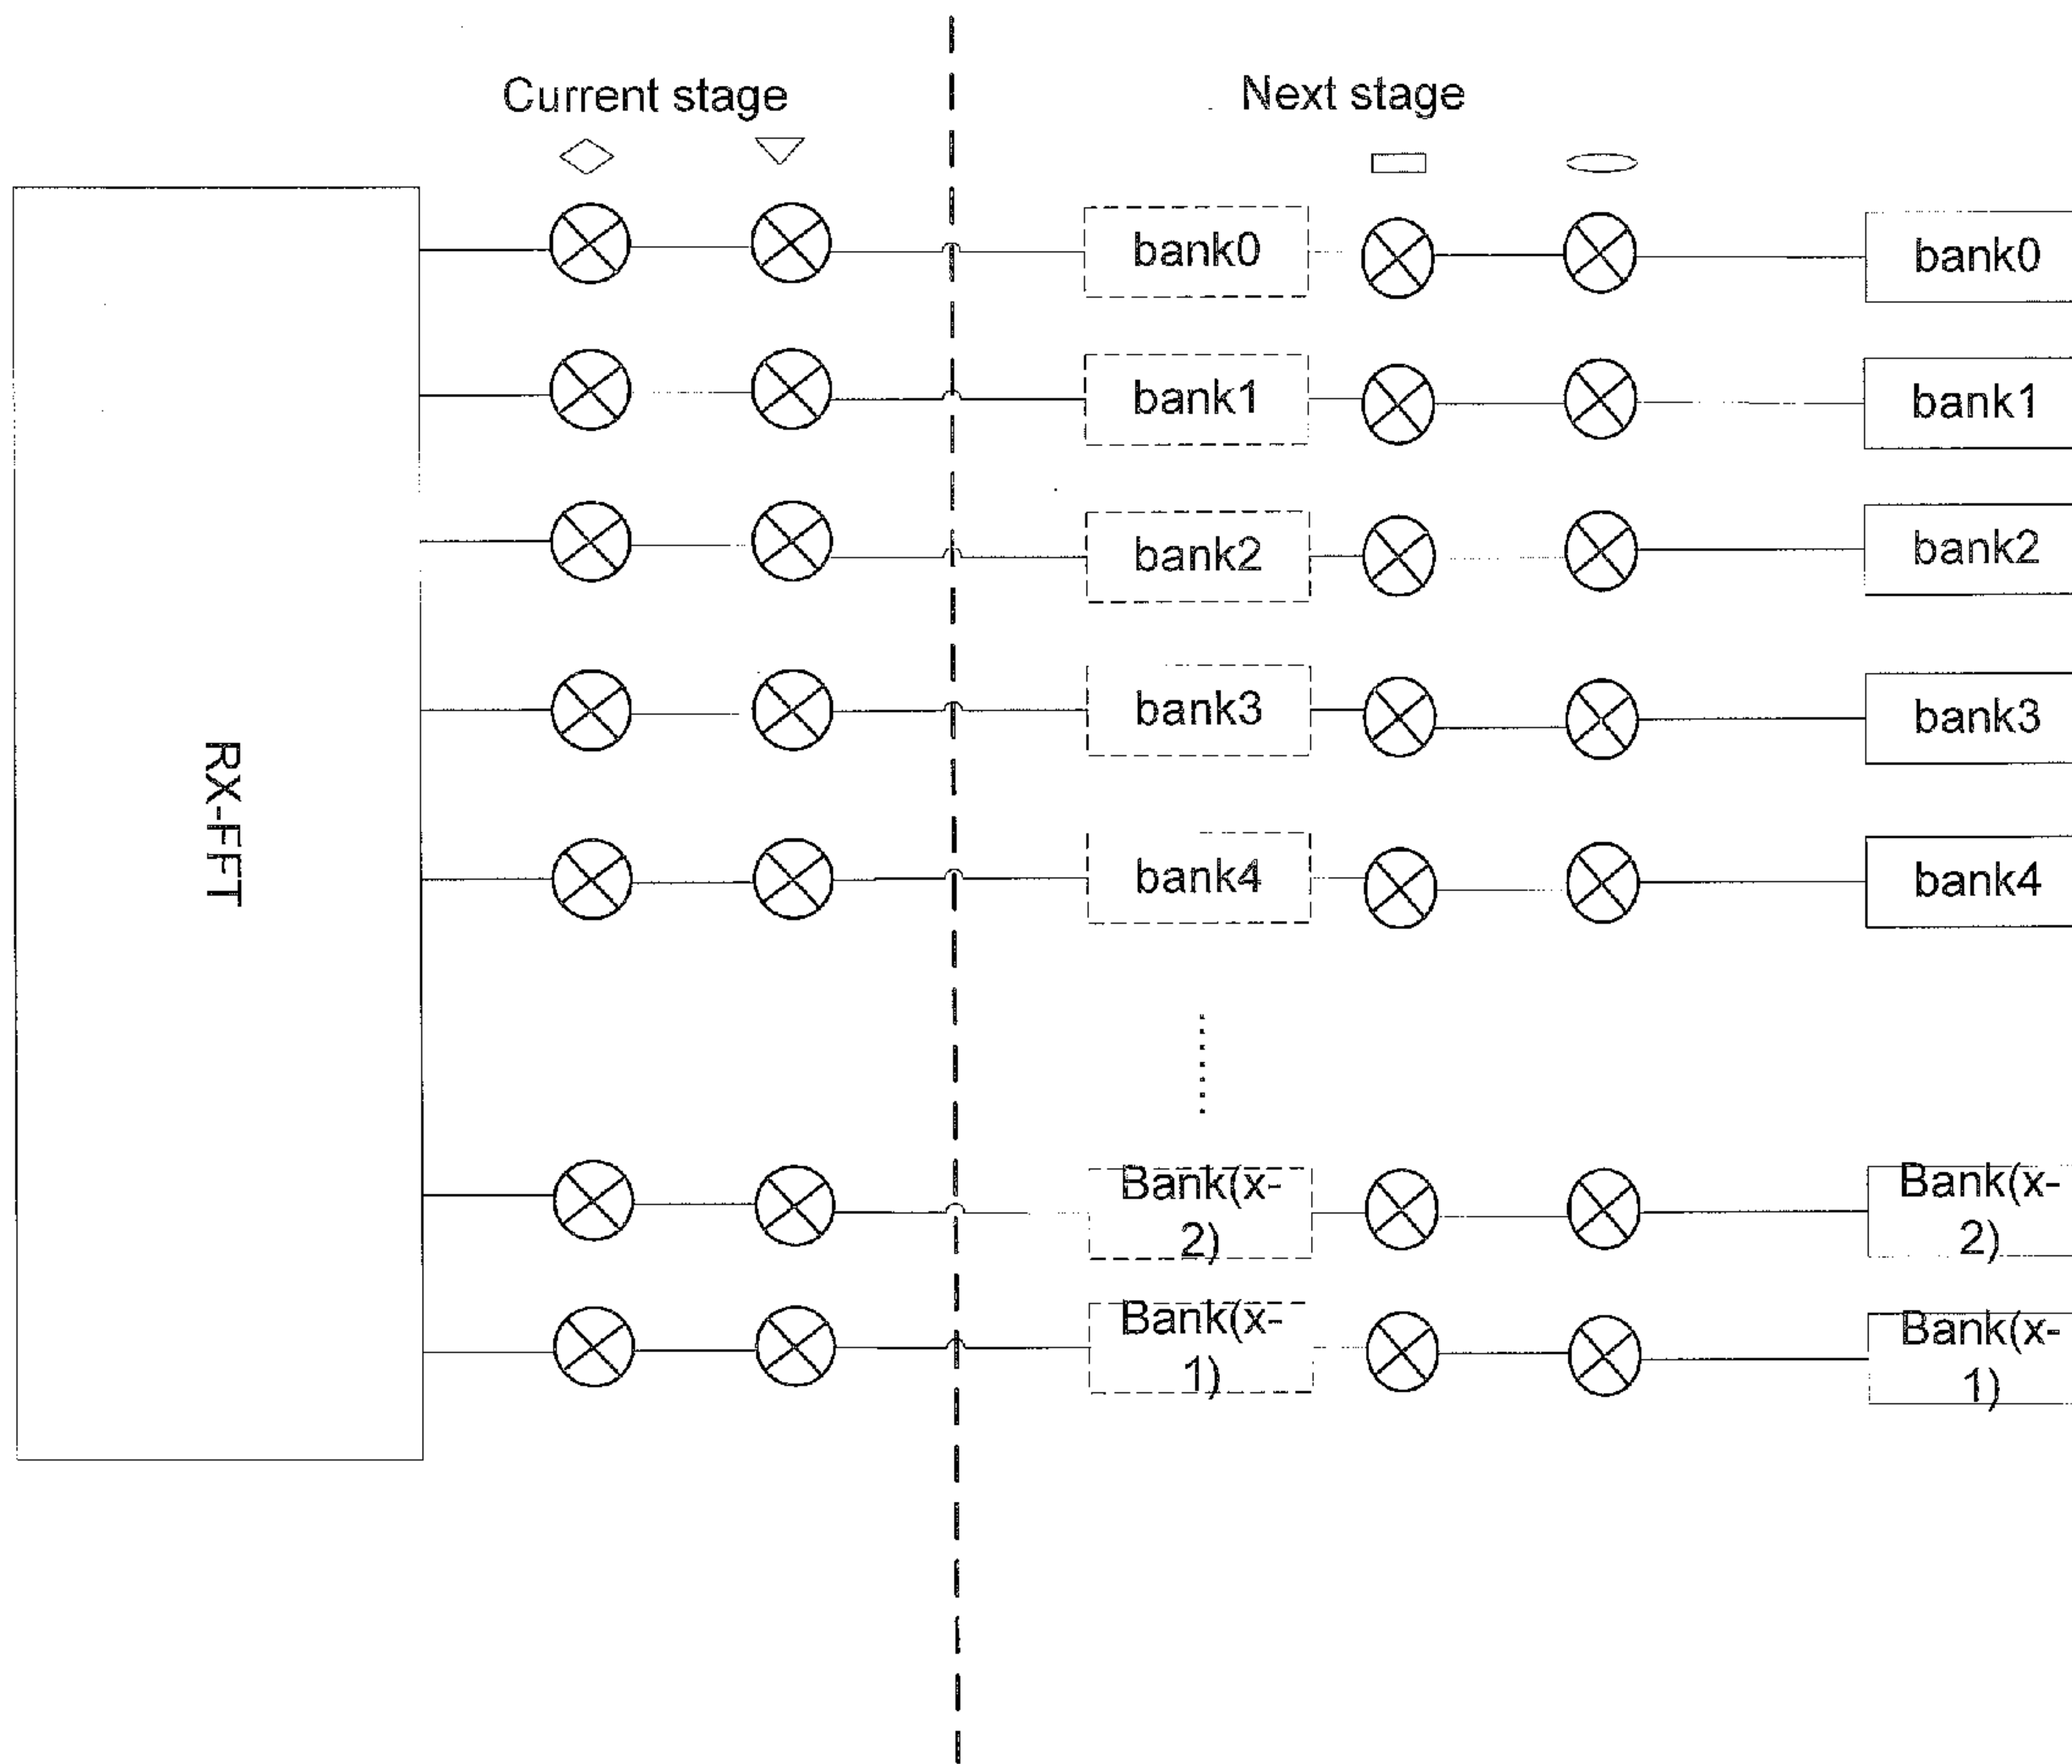 Current stage
Next stage
RX-FFT
bank0
bank0
bank1
bank1
bank2
bank2
bank3
bank3
bank4
bank4
Bank(x-
2)
Bank(x-
2)
Bank(x-
1)
Bank(x-
1)